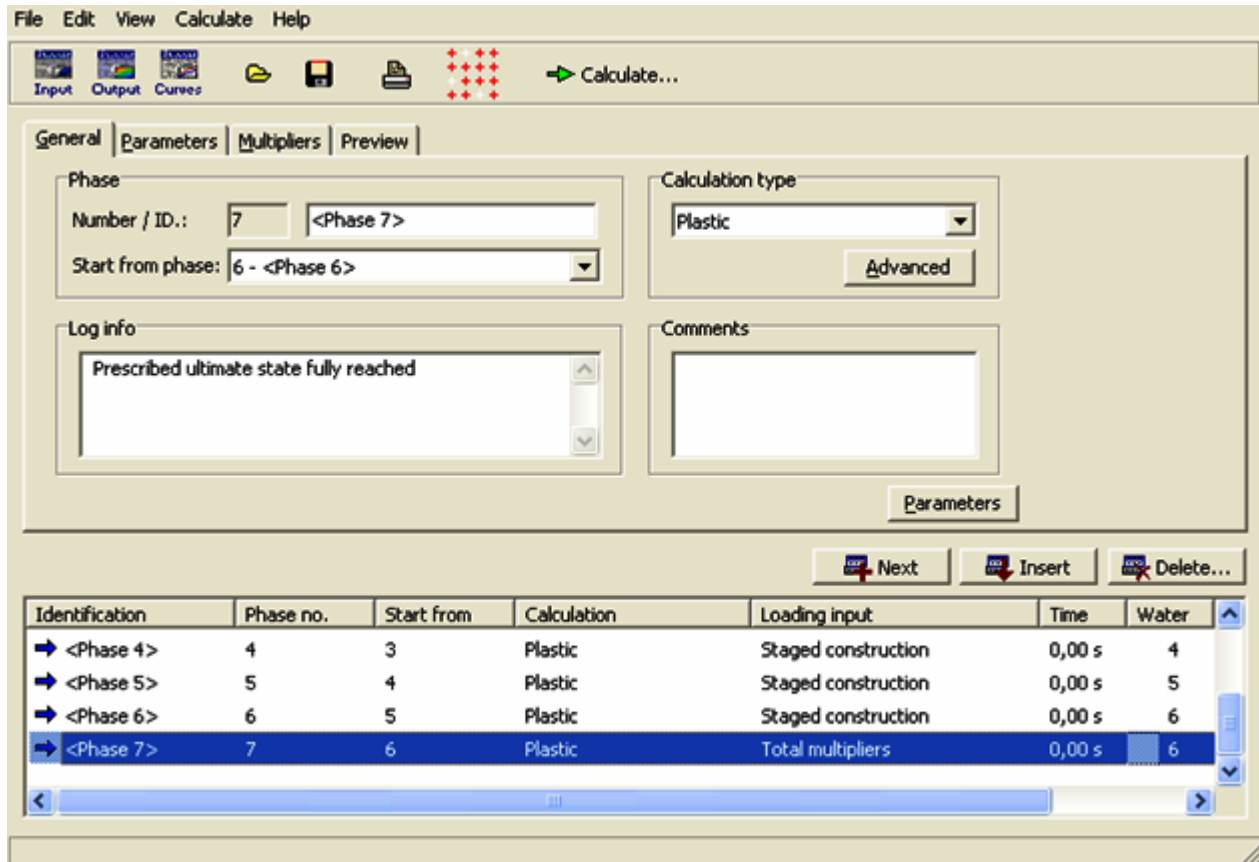 File Edit View Calculate Help
Input Output Curves Calculate...
General Parameters Multipliers Preview
Phase
Number / ID.: 7 <Phase 7>
Start from phase: 6 - <Phase 6>
Calculation type
Plastic
Advanced
Log info
Prescribed ultimate state fully reached
Comments
Parameters
Next Insert Delete...
Identification Phase no. Start from Calculation Loading input Time Water
<Phase 4> 4 3 Plastic Staged construction 0,00 s 4
<Phase 5> 5 4 Plastic Staged construction 0,00 s 5
<Phase 6> 6 5 Plastic Staged construction 0,00 s 6
<Phase 7> 7 6 Plastic Total multipliers 0,00 s 6